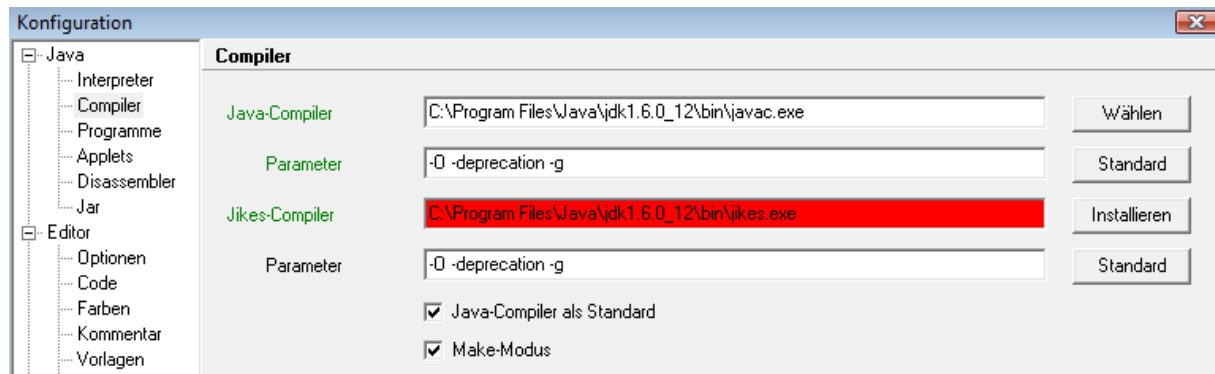 Konfiguration
Java
Interpreter
Compiler
Programme
Applets
Disassembler
Jar
Editor
Optionen
Code
Farben
Kommentar
Vorlagen
Compiler
Java-Compiler C:\Program Files\Java\jdk1.6.0_12\bin\javac.exe Wählen
Parameter -O -deprecation -g Standard
Jikes-Compiler C:\Program Files\Java\jdk1.6.0_12\bin\jikes.exe Installieren
Parameter -O -deprecation -g Standard
Java-Compiler als Standard
Make-Modus